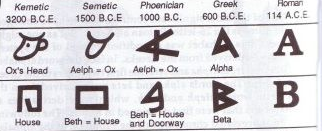 Kemetic Semetic Phoenician Greek Roman
3200 B.C.E. 1500 B.C.E. 1000 B.C. 600 B.C.E. 114 A.C.E.
A
Ox's Head Aelph = Ox Aelph = Ox Alpha
B
House Beth = House Beth = House and Doorway Beta